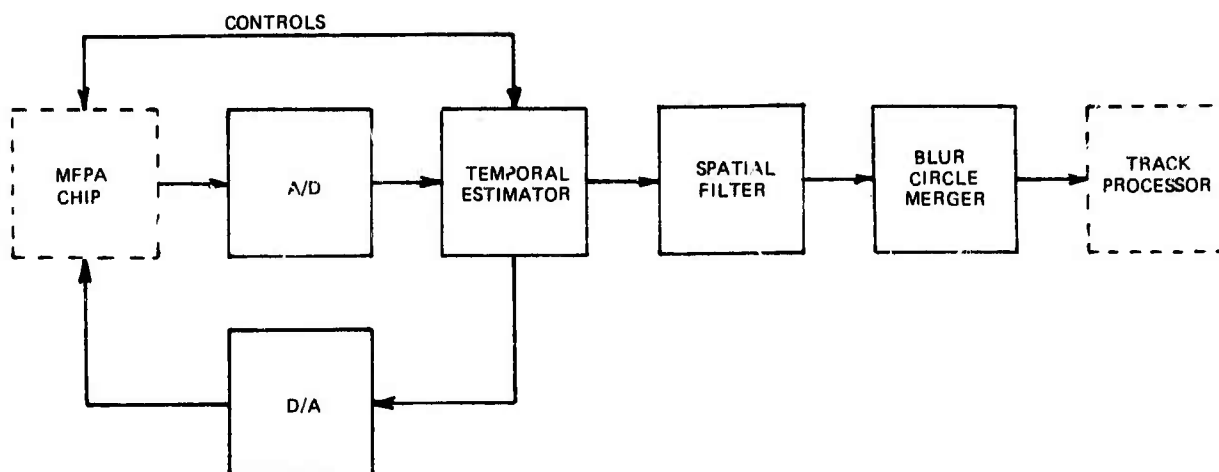 CONTROLS
MFPA
CHIP
A/D
TEMPORAL
ESTIMATOR
SPATIAL
FILTER
BLUR
CIRCLE
MERGER
TRACK
PROCESSOR
D/A